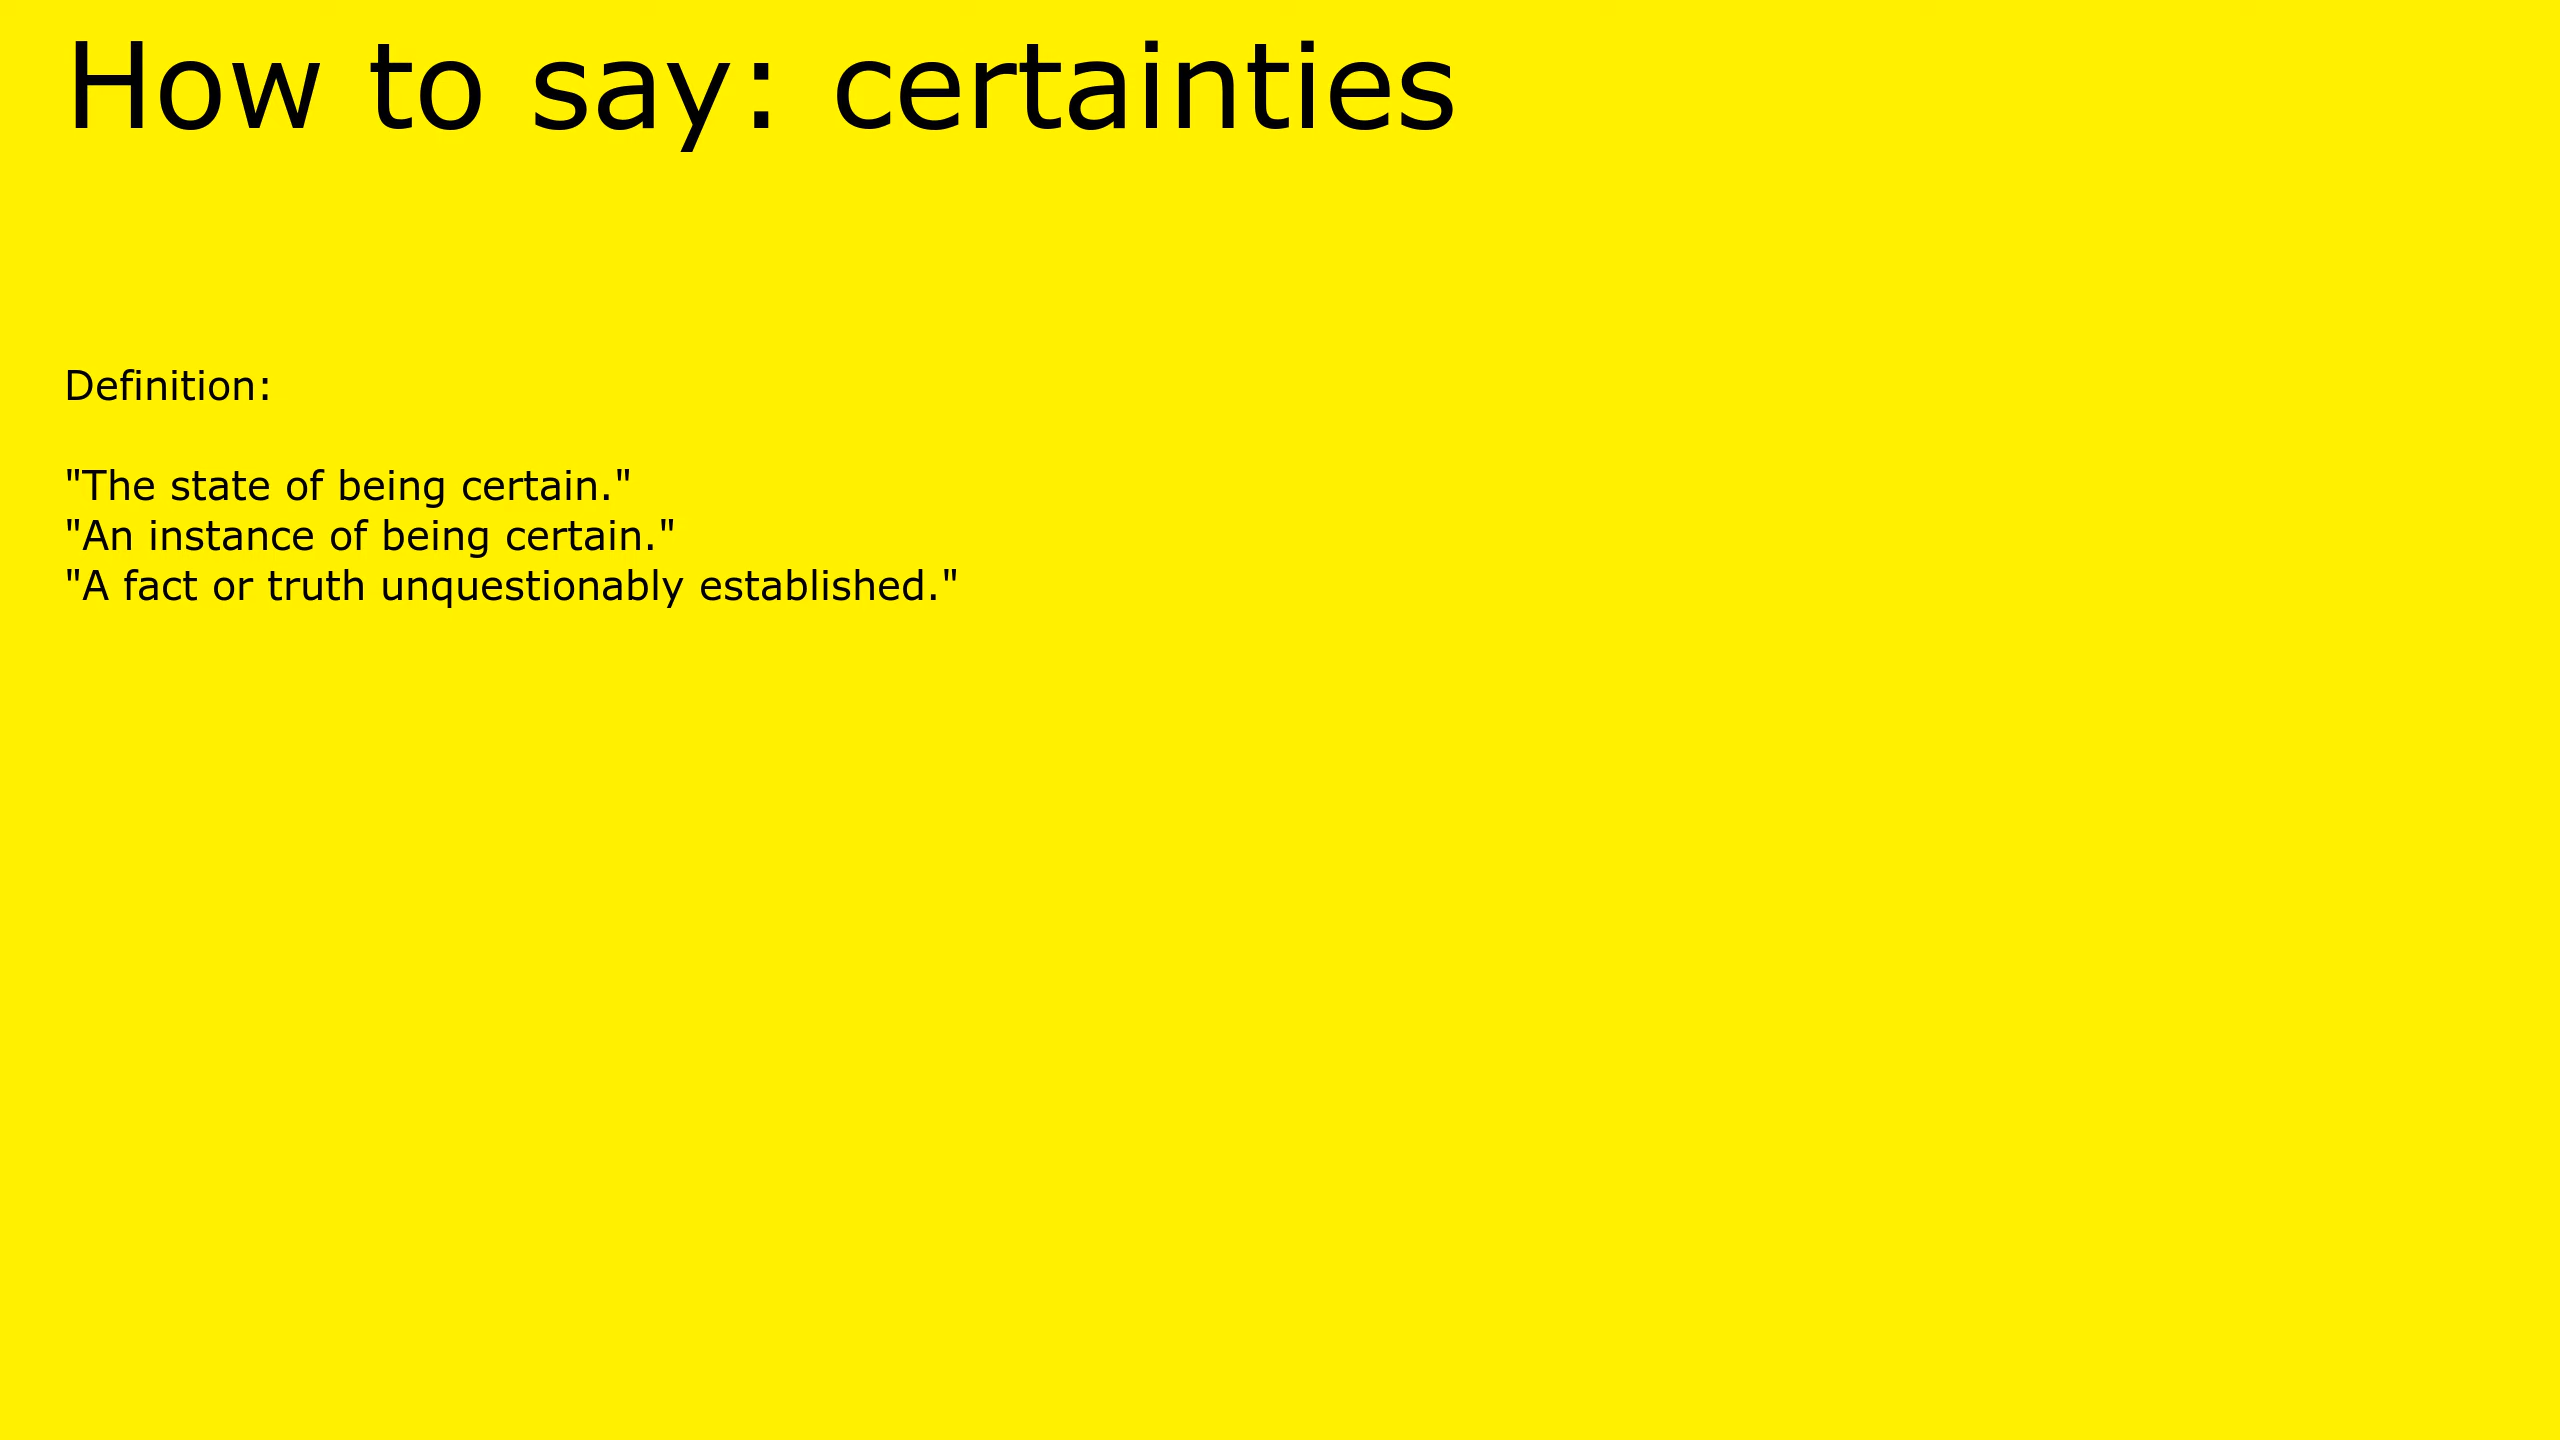 How to say: certainties
Definition:
"The state of being certain."
"An instance of being certain."
"A fact or truth unquestionably established."